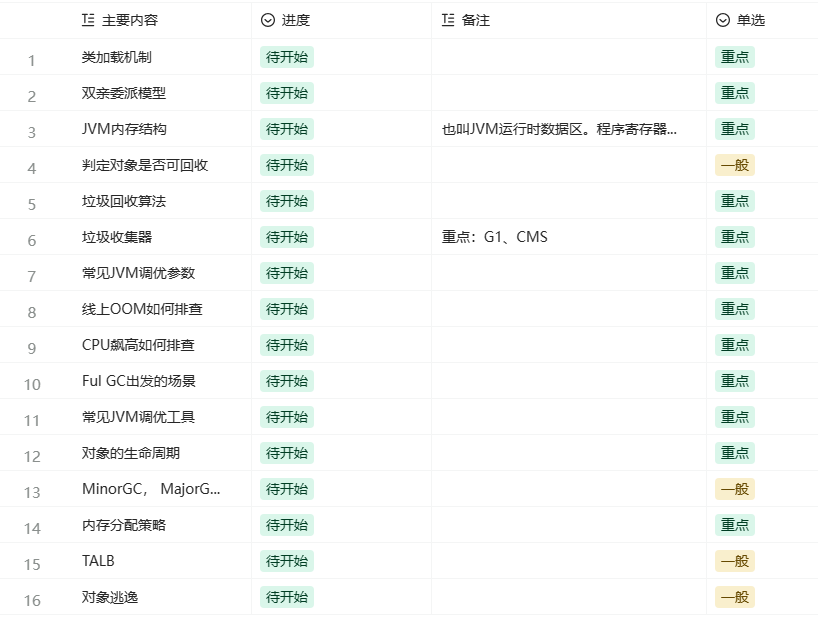 主要内容 进度 备注 单选
1 类加载机制 待开始 重点
2 双亲委派模型 待开始 重点
3 JVM内存结构 待开始 也叫JVM运行时数据区。程序寄存器... 重点
4 判定对象是否可回收 待开始 一般
5 垃圾回收算法 待开始 重点
6 垃圾收集器 待开始 重点：G1、CMS 重点
7 常见JVM调优参数 待开始 重点
8 线上OOM如何排查 待开始 重点
9 CPU飙高如何排查 待开始 重点
10 Ful GC出发的场景 待开始 重点
11 常见JVM调优工具 待开始 重点
12 对象的生命周期 待开始 重点
13 MinorGC， MajorG... 待开始 一般
14 内存分配策略 待开始 重点
15 TALB 待开始 一般
16 对象逃逸 待开始 一般